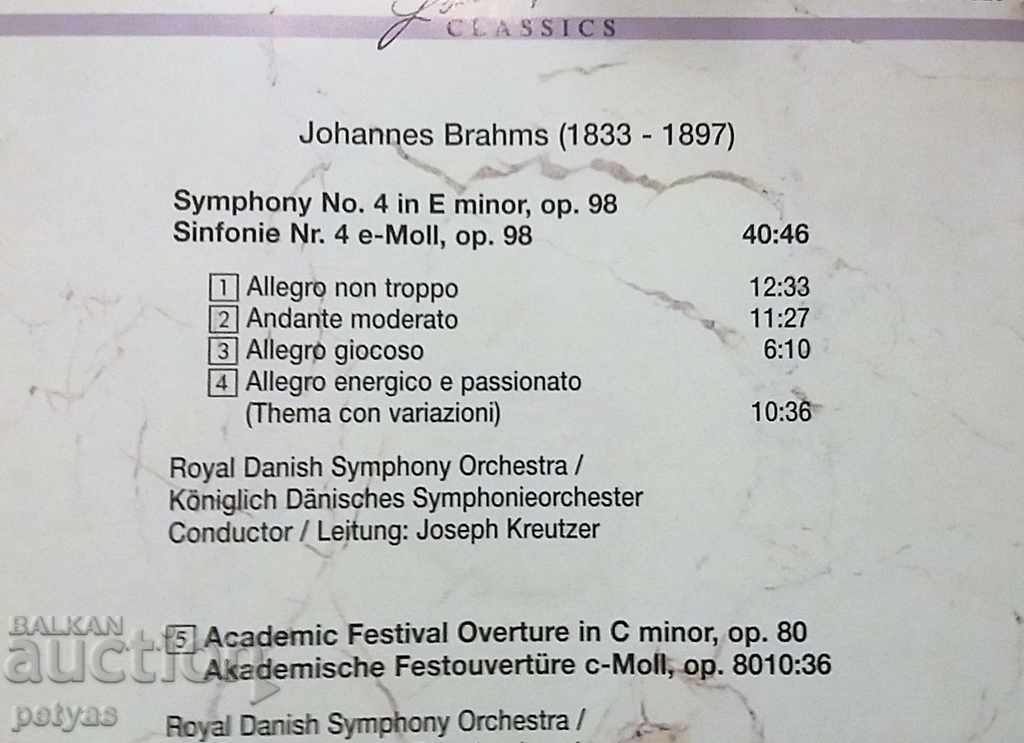 CLASSICS
Johannes Brahms (1833 - 1897)
Symphony No. 4 in E minor, op. 98
Sinfonie Nr. 4 e-Moll, op. 98 40:46
1 Allegro non troppo 12:33
2 Andante moderato 11:27
3 Allegro giocoso 6:10
4 Allegro energico e passionato
(Thema con variazioni) 10:36
Royal Danish Symphony Orchestra /
Königlich Dänisches Symphonieorchester
Conductor / Leitung: Joseph Kreutzer
5 Academic Festival Overture in C minor, op. 80
Akademische Festouvertüre c-Moll, op. 8010:36
Royal Danish Symphony Orchestra /
BALKAN
auction
petyas